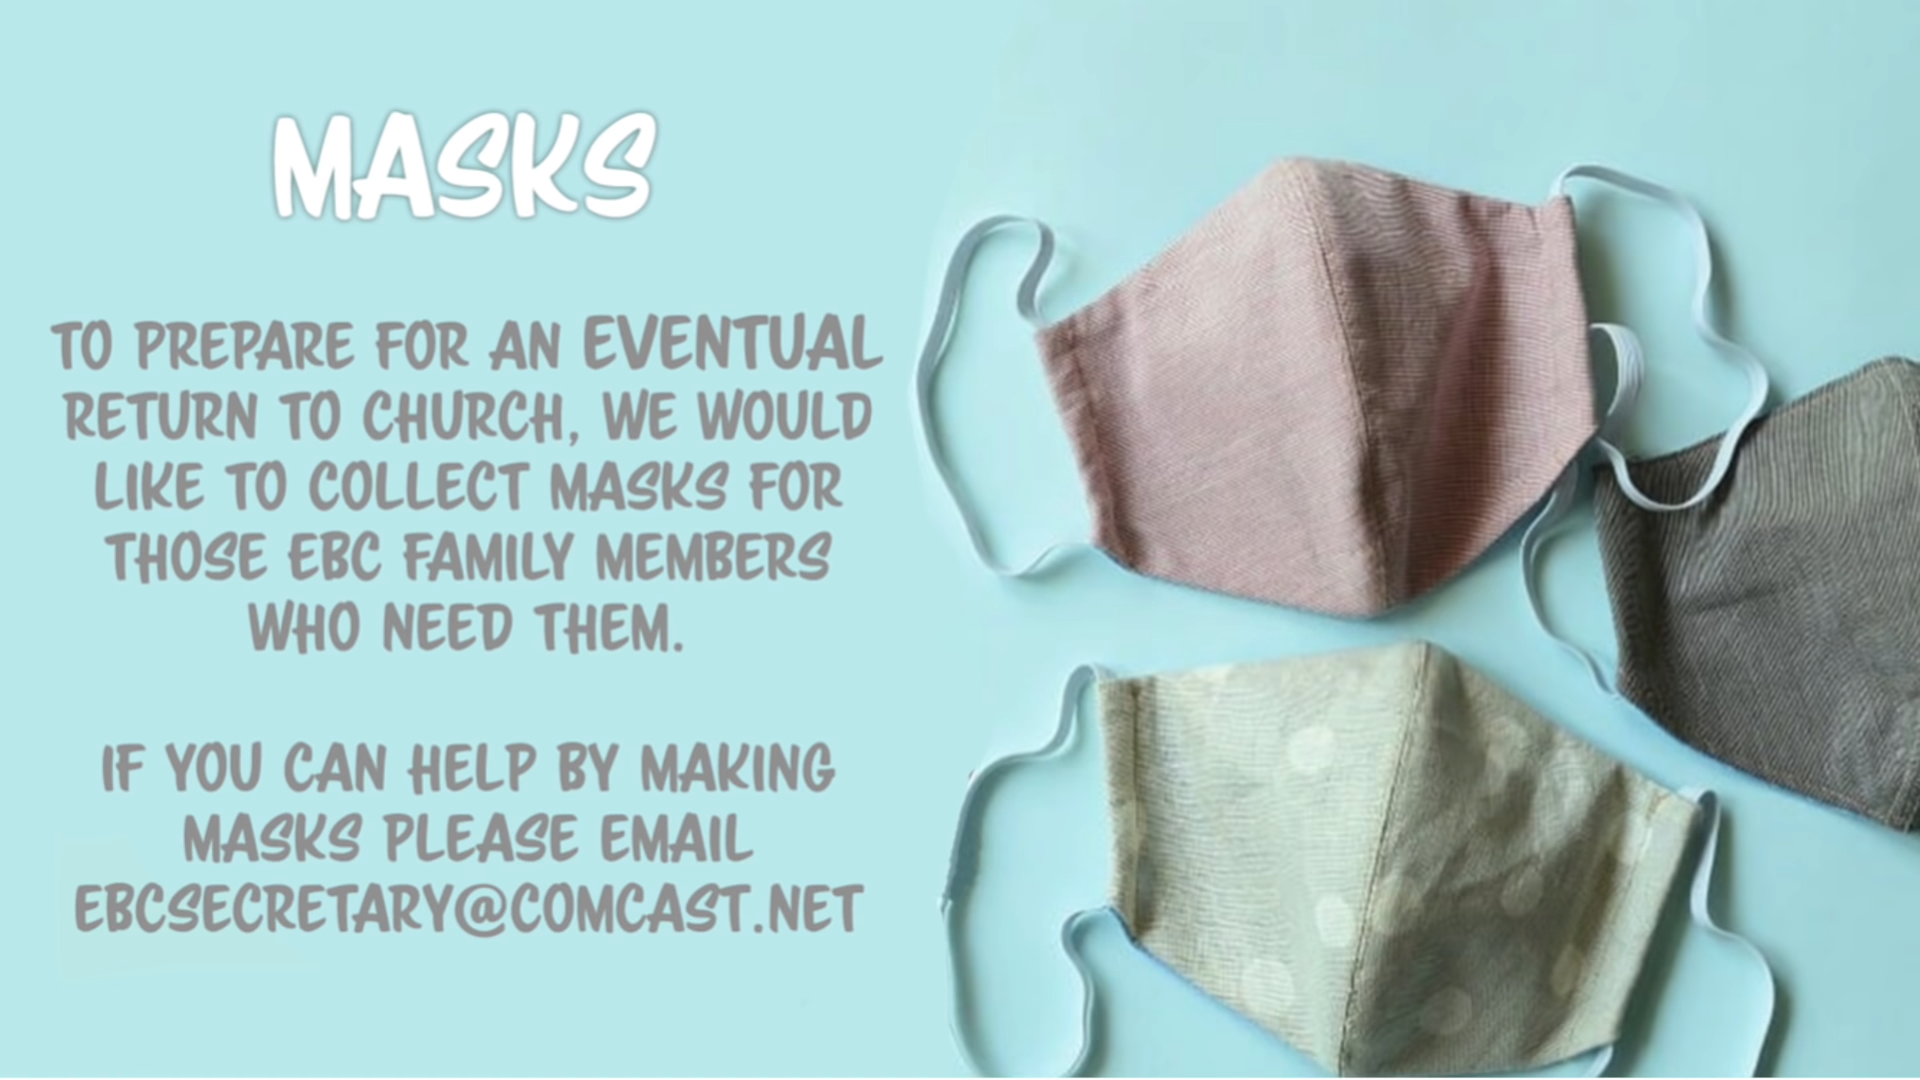 MASKS
TO PREPARE FOR AN EVENTUAL
RETURN TO CHURCH, WE WOULD
LIKE TO COLLECT MASKS FOR
THOSE EBC FAMILY MEMBERS
WHO NEED THEM.
IF YOU CAN HELP BY MAKING
MASKS PLEASE EMAIL
EBCSECRETARY@COMCAST.NET